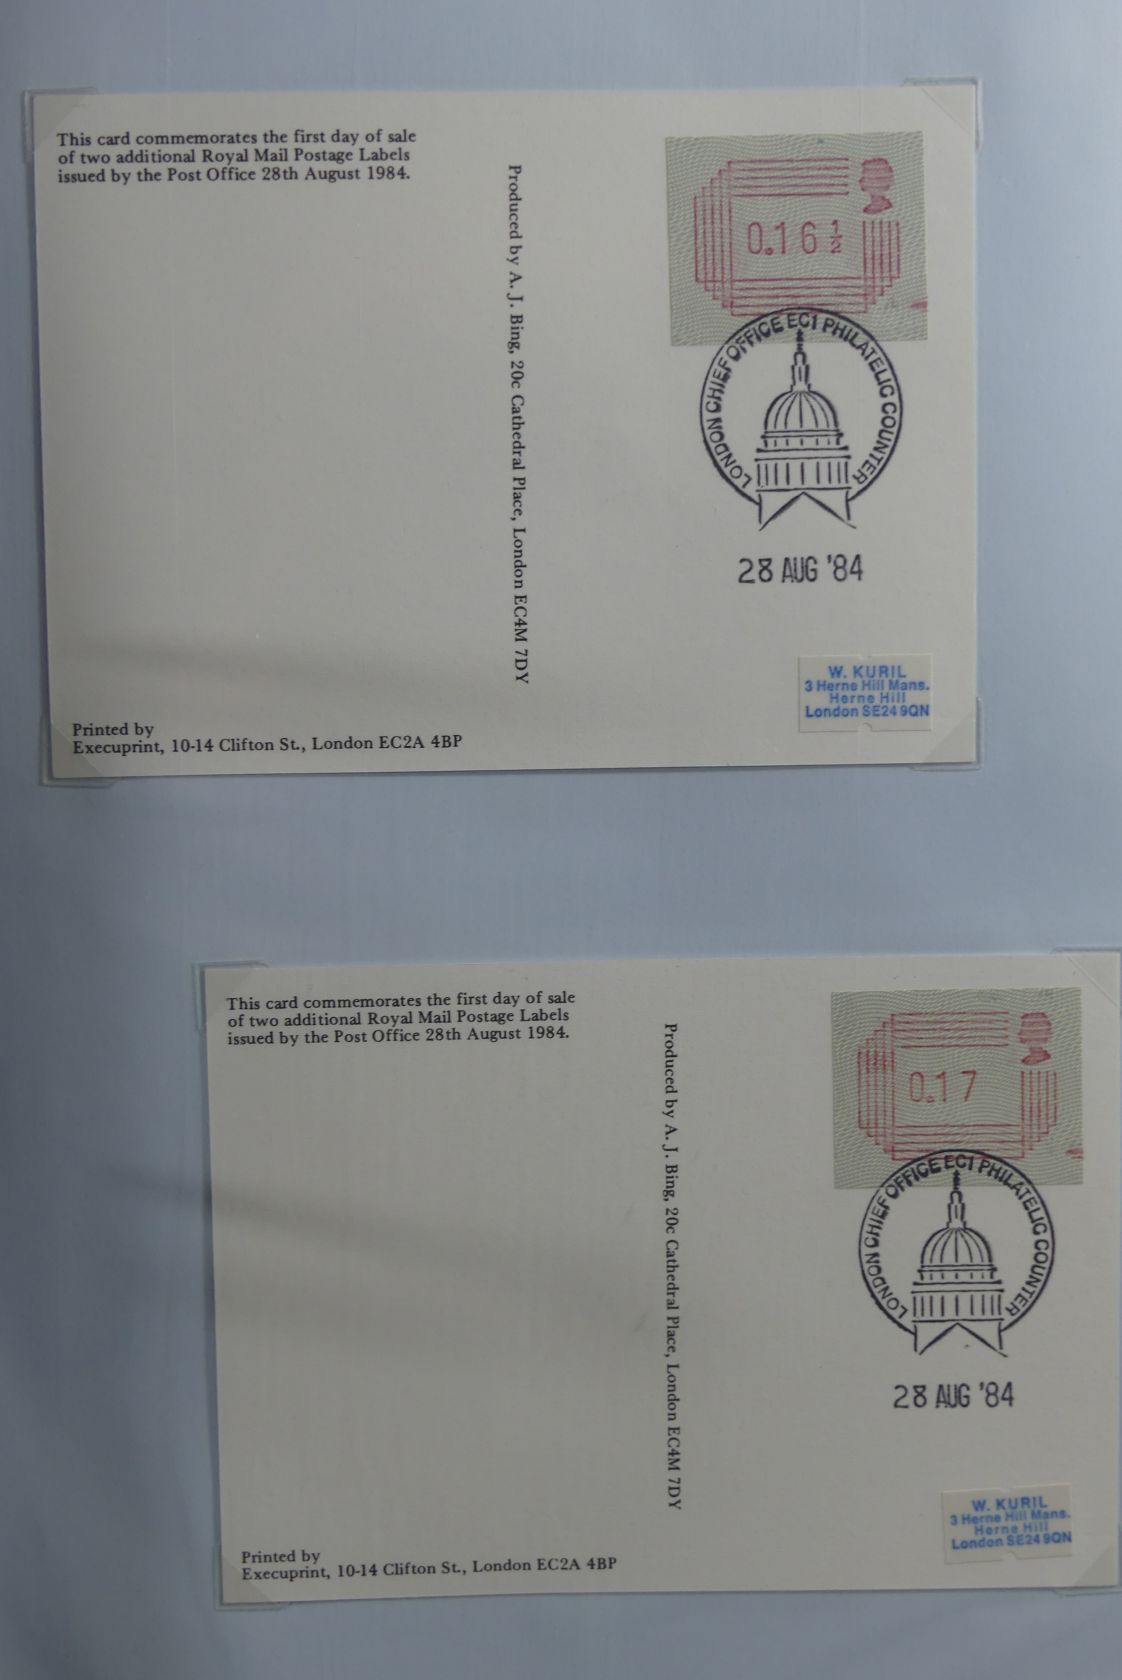 This card commemorates the first day of sale
of two additional Royal Mail Postage Labels
issued by the Post Office 28th August 1984.
Produced by A. J. Bing, 20c Cathedral Place, London EC4M 7DY
0.16½
LONDON CHIEF OFFICE EC1 PHILATELIC COUNTER
28 AUG '84
W. KURIL
3 Herne Hill Mans.
Herne Hill
London SE24 9QN
Printed by
Execuprint, 10-14 Clifton St., London EC2A 4BP
This card commemorates the first day of sale
of two additional Royal Mail Postage Labels
issued by the Post Office 28th August 1984.
Produced by A. J. Bing, 20c Cathedral Place, London EC4M 7DY
0.17
LONDON CHIEF OFFICE EC1 PHILATELIC COUNTER
28 AUG '84
W. KURIL
3 Herne Hill Mans.
Herne Hill
London SE24 9QN
Printed by
Execuprint, 10-14 Clifton St., London EC2A 4BP